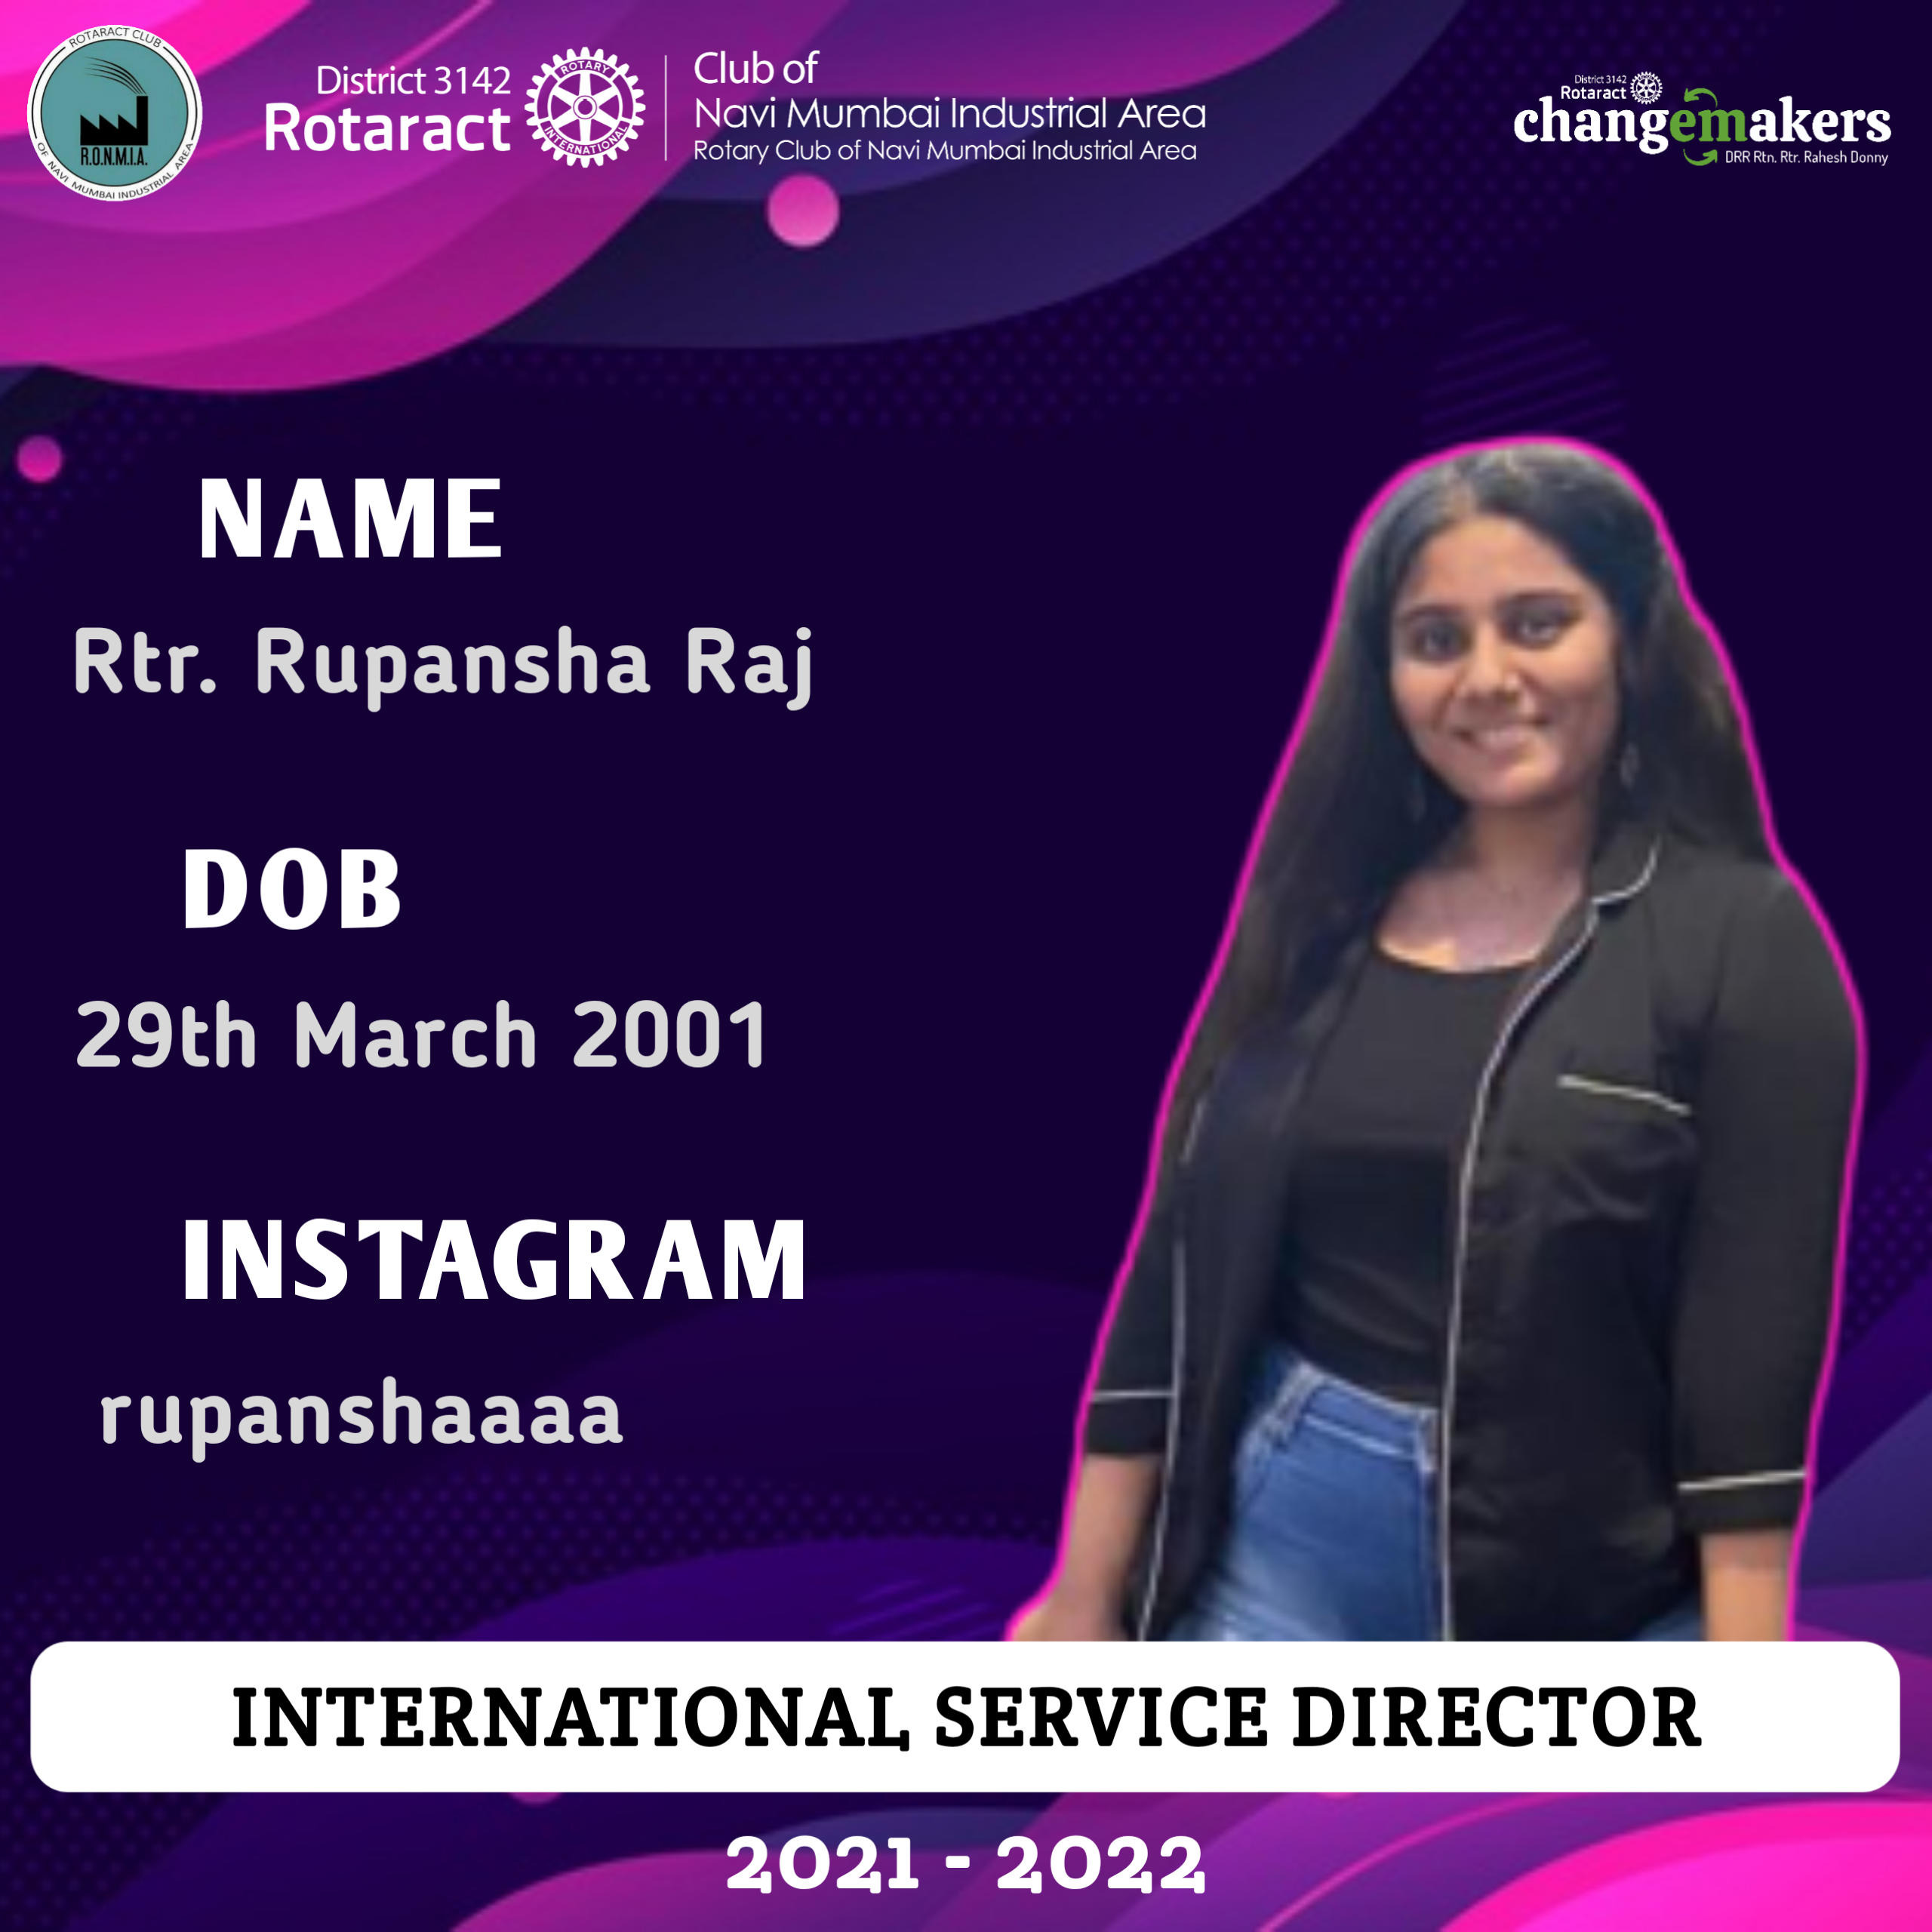 ROTARACT CLUB
R.O.N.M.I.A.
OF NAVI MUMBAI INDUSTRIAL AREA
District 3142
Rotaract
ROTARY
INTERNATIONAL
Club of
Navi Mumbai Industrial Area
Rotary Club of Navi Mumbai Industrial Area
District 3142
Rotaract
changemakers
DRR Rtn. Rtr. Rahesh Donny
NAME
Rtr. Rupansha Raj
DOB
29th March 2001
INSTAGRAM
rupanshaaaa
INTERNATIONAL SERVICE DIRECTOR
2021 - 2022